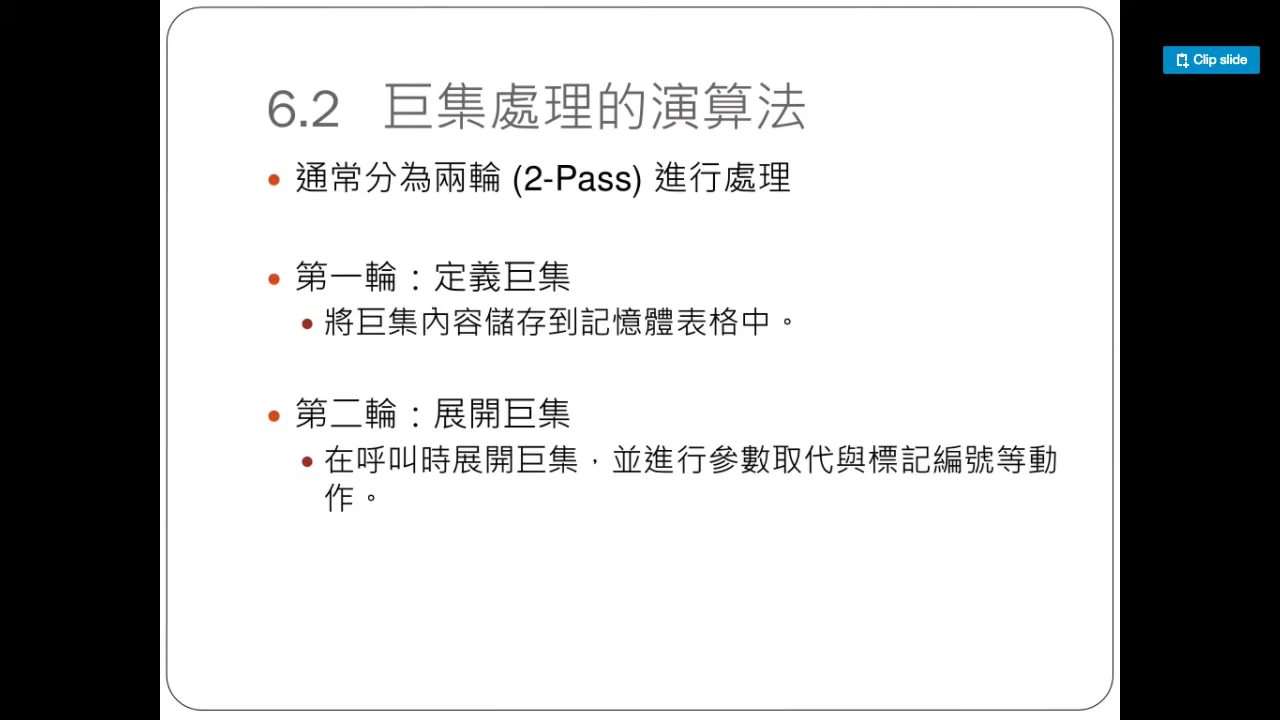 Clip slide
6.2 巨集處理的演算法
通常分為兩輪 (2-Pass) 進行處理
第一輪：定義巨集
將巨集內容儲存到記憶體表格中。
第二輪：展開巨集
在呼叫時展開巨集，並進行參數取代與標記編號等動
作。